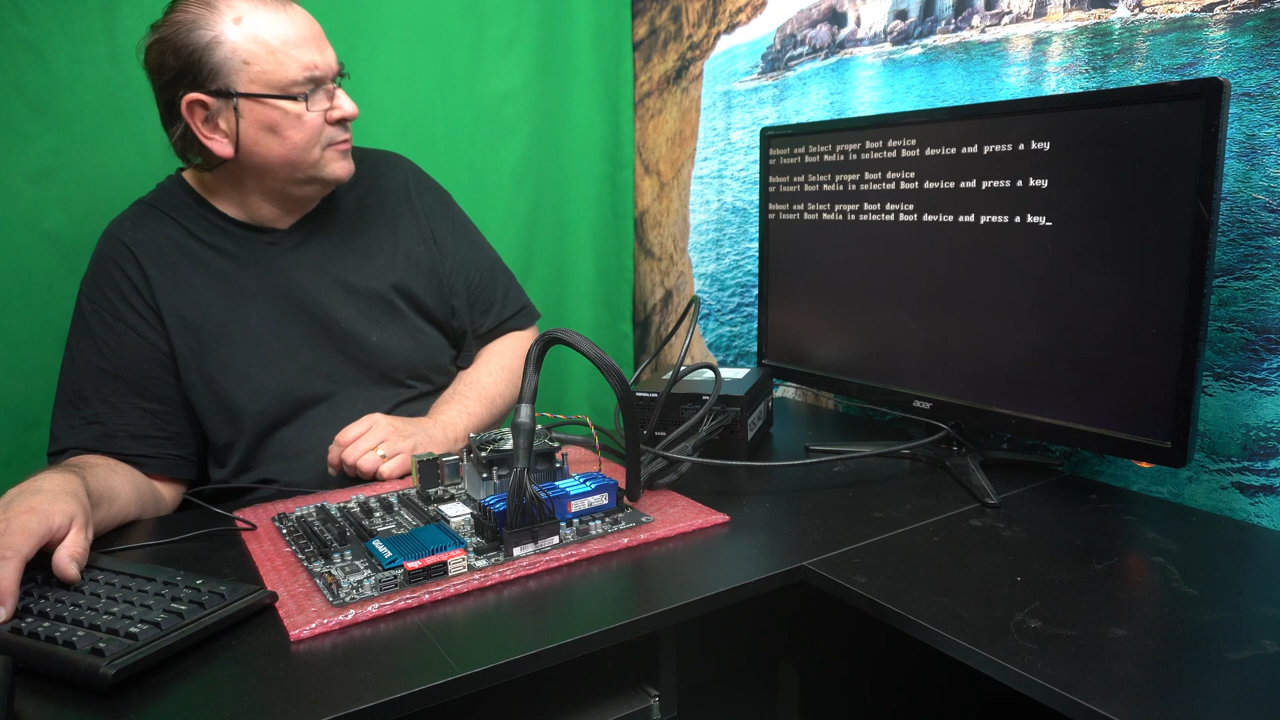 Reboot and Select proper Boot device
or Insert Boot Media in selected Boot device and press a key
Reboot and Select proper Boot device
or Insert Boot Media in selected Boot device and press a key
Reboot and Select proper Boot device
or Insert Boot Media in selected Boot device and press a key_
acer
GIGABYTE